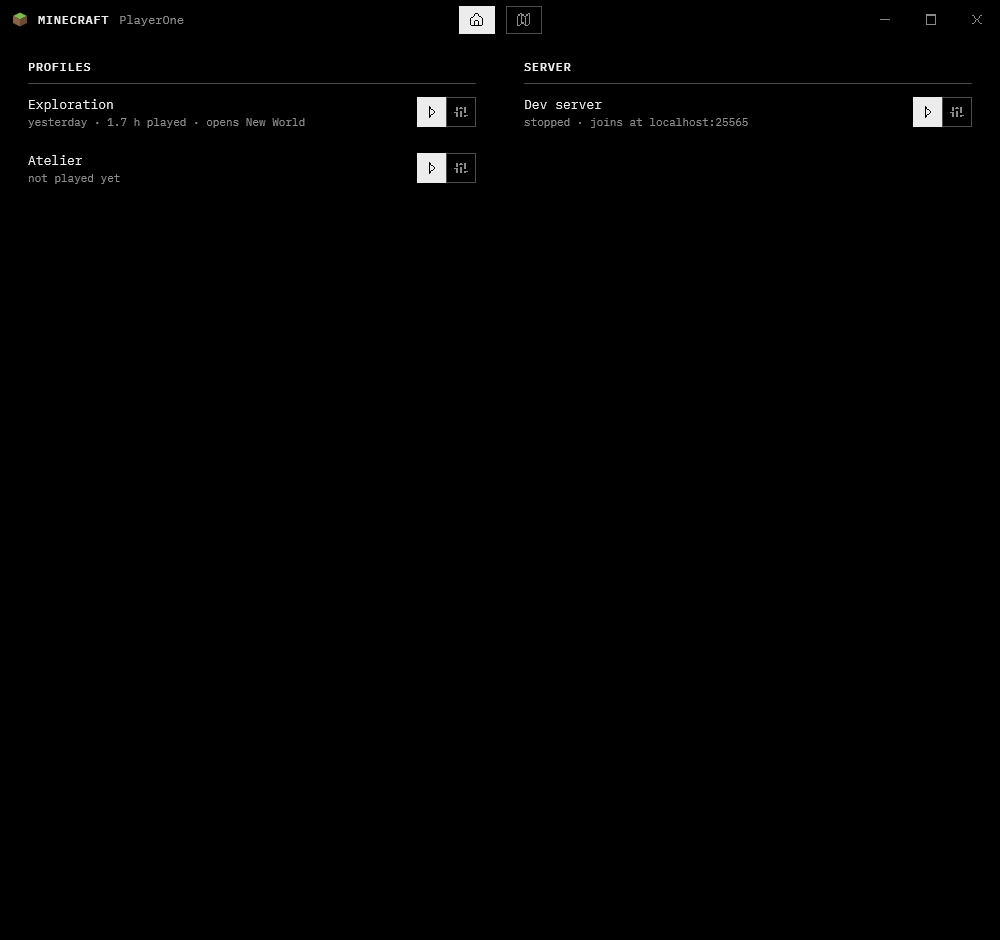 MINECRAFT PlayerOne
PROFILES
Exploration
yesterday · 1.7 h played · opens New World
Atelier
not played yet
SERVER
Dev server
stopped · joins at localhost:25565